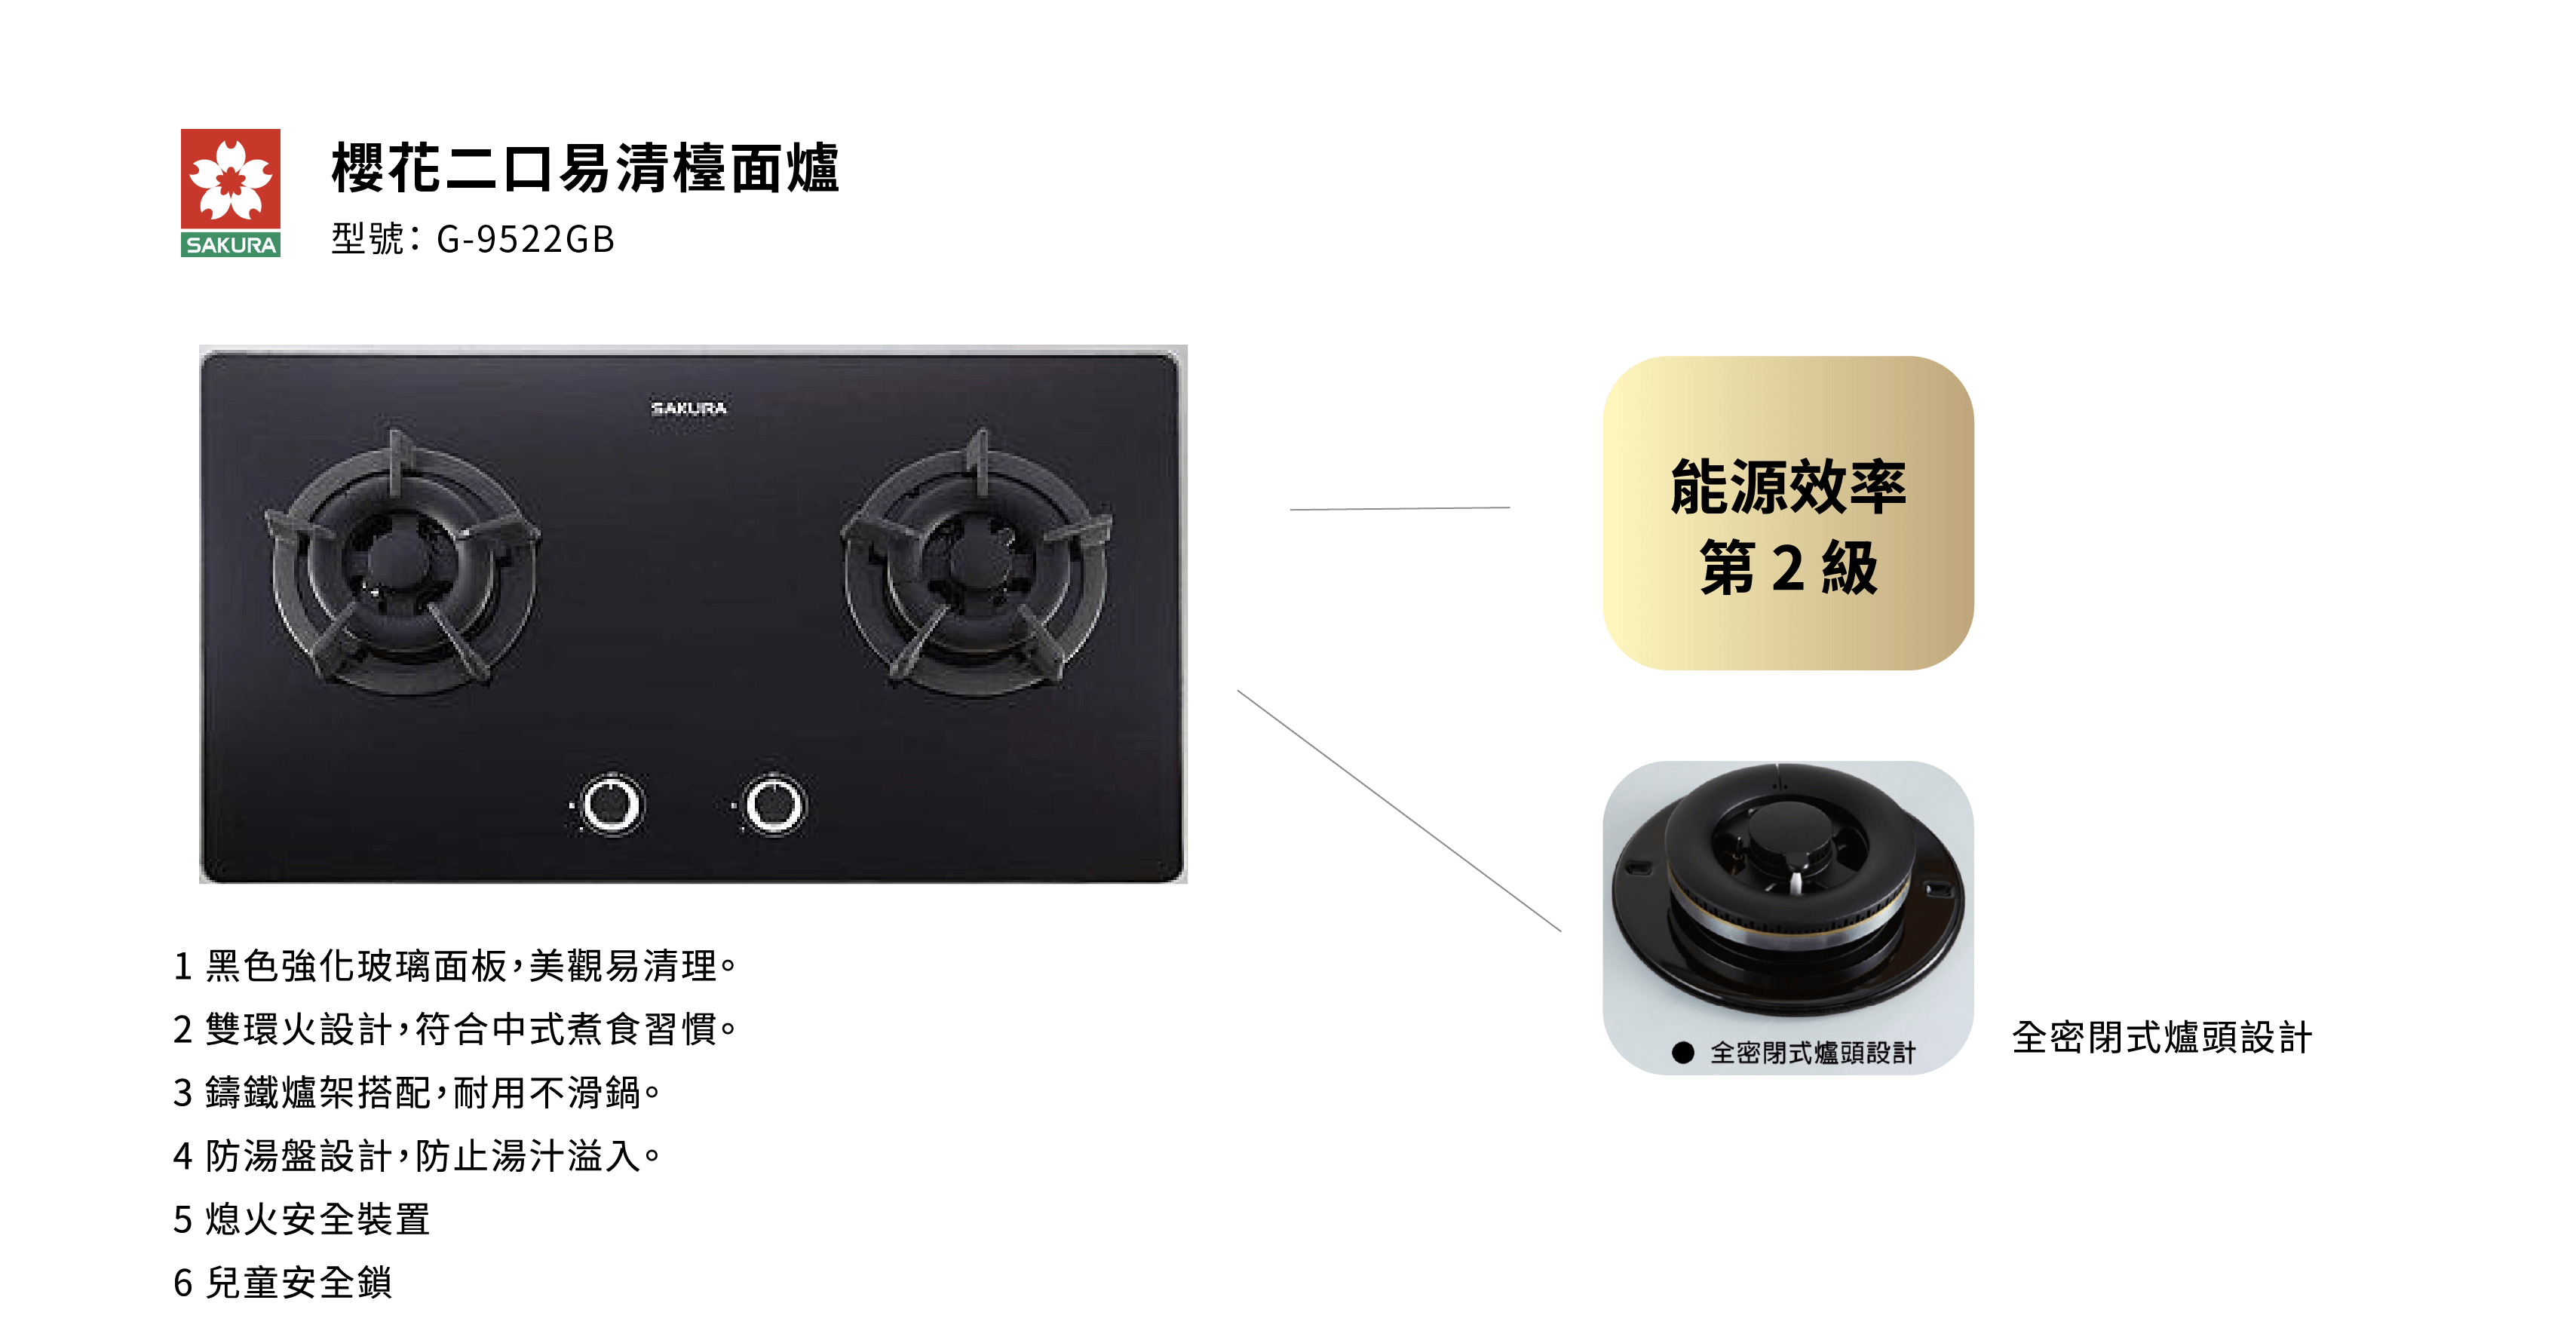 SAKURA
櫻花二口易清檯面爐
型號：G-9522GB
SAKURA
能源效率
第 2 級
1 黑色強化玻璃面板，美觀易清理。
2 雙環火設計，符合中式煮食習慣。
3 鑄鐵爐架搭配，耐用不滑鍋。
4 防湯盤設計，防止湯汁溢入。
5 熄火安全裝置
6 兒童安全鎖
● 全密閉式爐頭設計
全密閉式爐頭設計